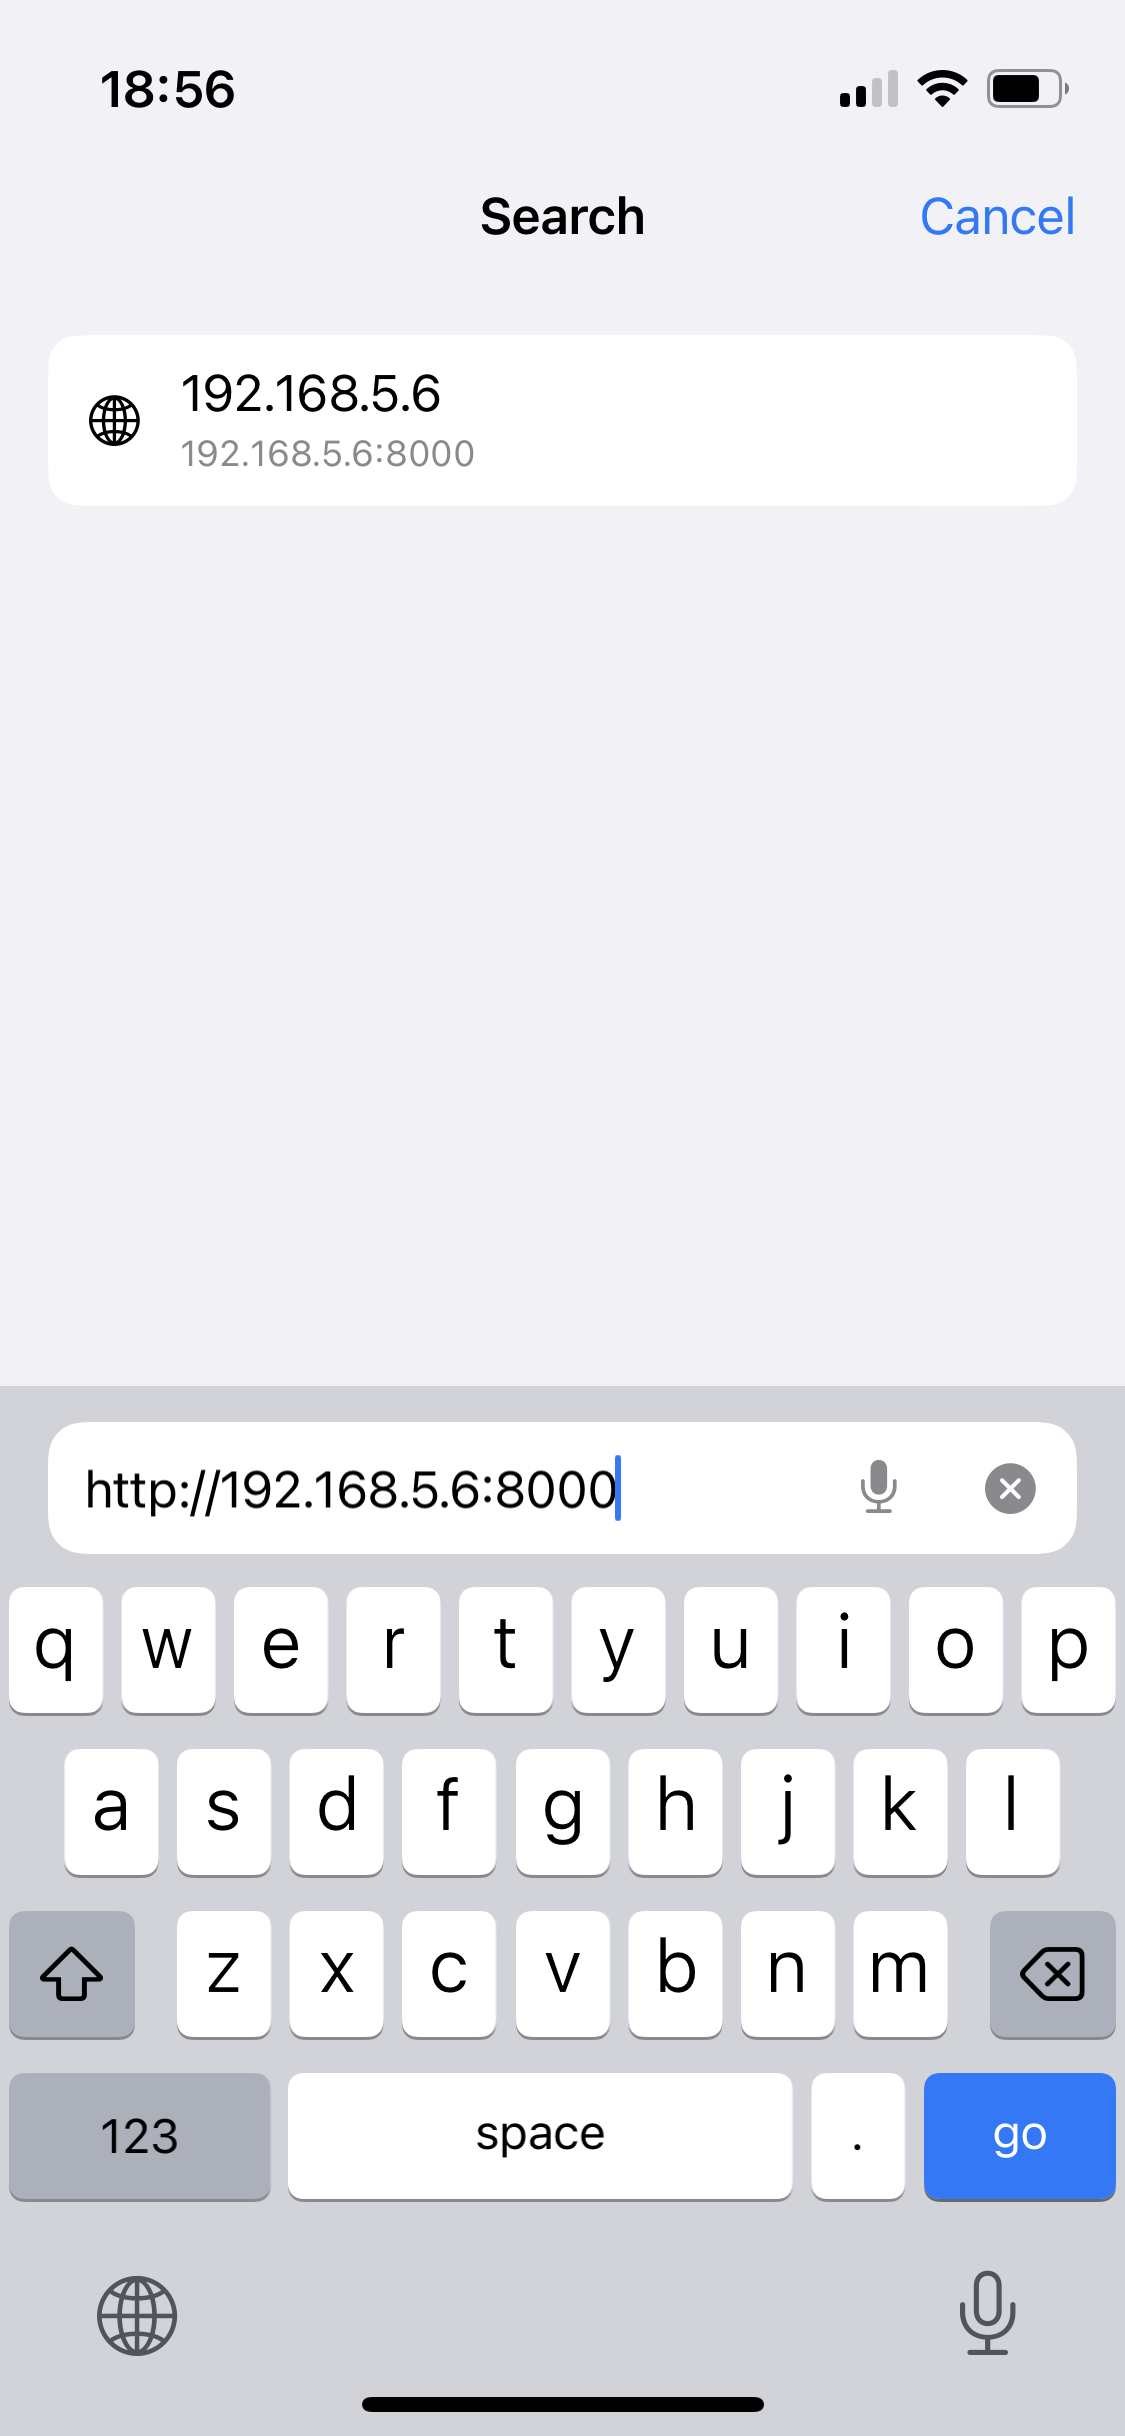 18:56
Search
Cancel
192.168.5.6
192.168.5.6:8000
http://192.168.5.6:8000
q w e r t y u i o p
a s d f g h j k l
z x c v b n m
123 space . go